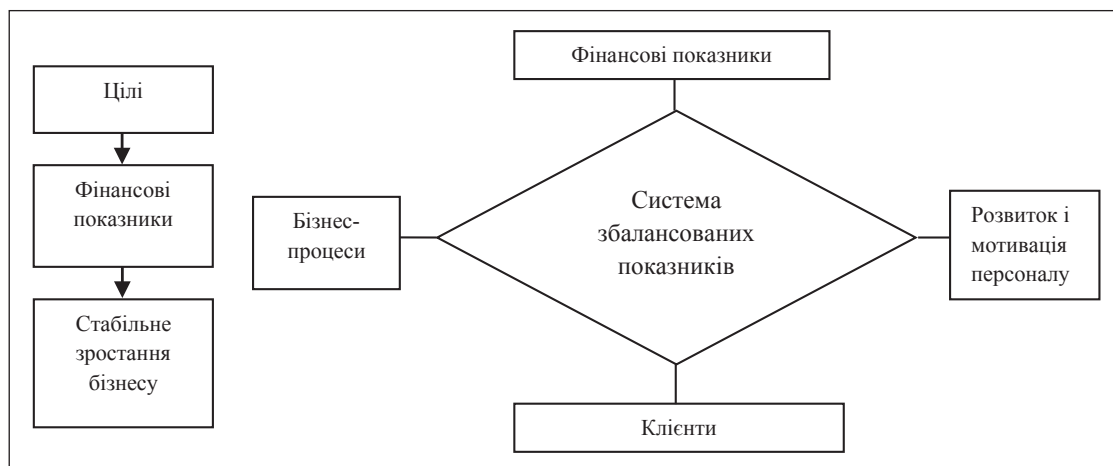 Цілі
Фінансові
показники
Стабільне
зростання
бізнесу
Фінансові показники
Бізнес-
процеси
Система
збалансованих
показників
Розвиток і
мотивація
персоналу
Клієнти